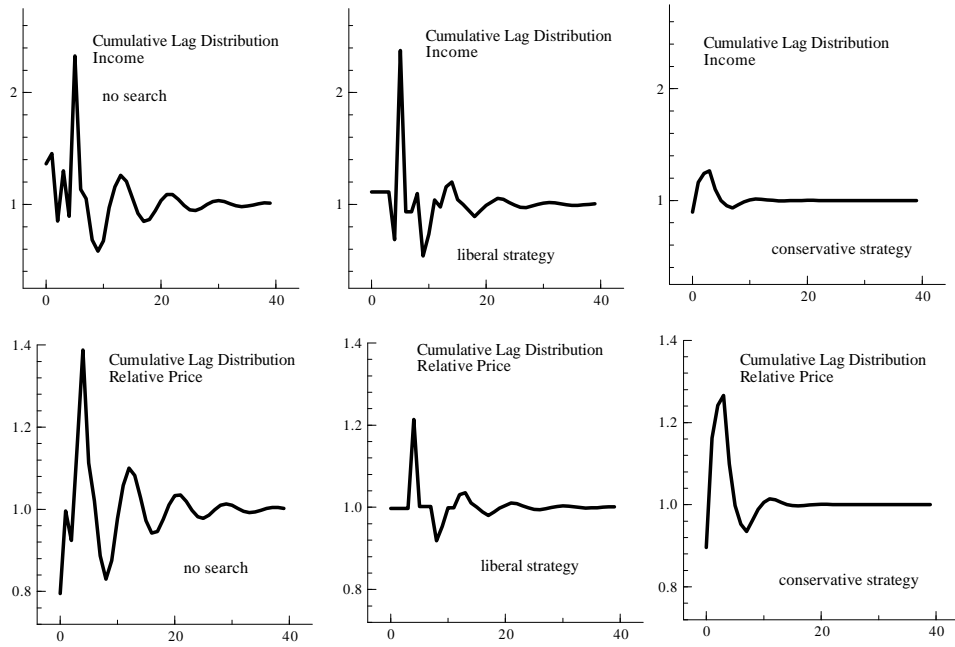 Cumulative Lag Distribution
Income
no search
2
1
0
20
40
Cumulative Lag Distribution
Income
2
1
liberal strategy
0
20
40
Cumulative Lag Distribution
Income
2
1
conservative strategy
0
20
40
1.4
Cumulative Lag Distribution
Relative Price
1.2
1.0
no search
0.8
0
20
40
1.4
Cumulative Lag Distribution
Relative Price
1.2
1.0
liberal strategy
0.8
0
20
40
1.4
Cumulative Lag Distribution
Relative Price
1.2
1.0
conservative strategy
0.8
0
20
40